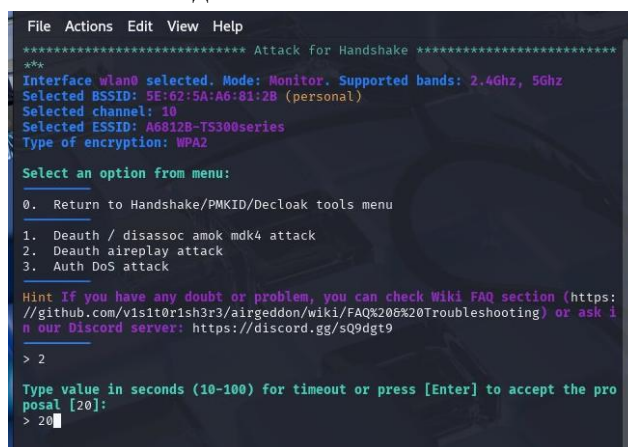 File Actions Edit View Help
***************************** Attack for Handshake **************************
***
Interface wlan0 selected. Mode: Monitor. Supported bands: 2.4Ghz, 5Ghz
Selected BSSID: 5E:62:5A:A6:81:2B (personal)
Selected channel: 10
Selected ESSID: A6812B-TS300series
Type of encryption: WPA2
Select an option from menu:
0. Return to Handshake/PMKID/Decloak tools menu
1. Deauth / disassoc amok mdk4 attack
2. Deauth aireplay attack
3. Auth DoS attack
Hint If you have any doubt or problem, you can check Wiki FAQ section (https:
//github.com/v1s1t0r1sh3r3/airgeddon/wiki/FAQ%20&%20Troubleshooting) or ask i
n our Discord server: https://discord.gg/sQ9dgt9
> 2
Type value in seconds (10-100) for timeout or press [Enter] to accept the pro
posal [20]:
> 20